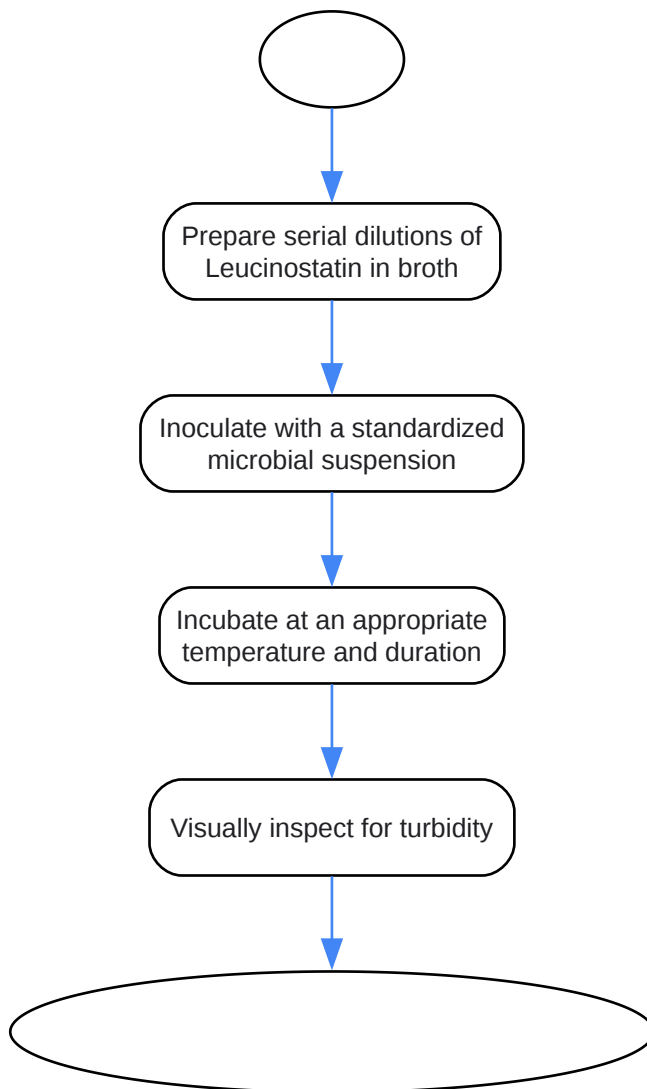 Prepare serial dilutions of
Leucinostatin in broth
Inoculate with a standardized
microbial suspension
Incubate at an appropriate
temperature and duration
Visually inspect for turbidity